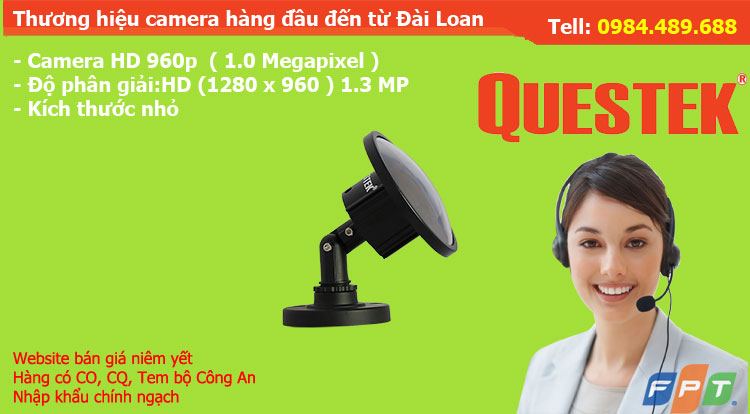 Thương hiệu camera hàng đầu đến từ Đài Loan
Tell: 0984.489.688
- Camera HD 960p ( 1.0 Megapixel )
- Độ phân giải:HD (1280 x 960 ) 1.3 MP
- Kích thước nhỏ
QUESTEK®
QUESTEK
Website bán giá niêm yết
Hàng có CO, CQ, Tem bộ Công An
Nhập khẩu chính ngạch
FPT